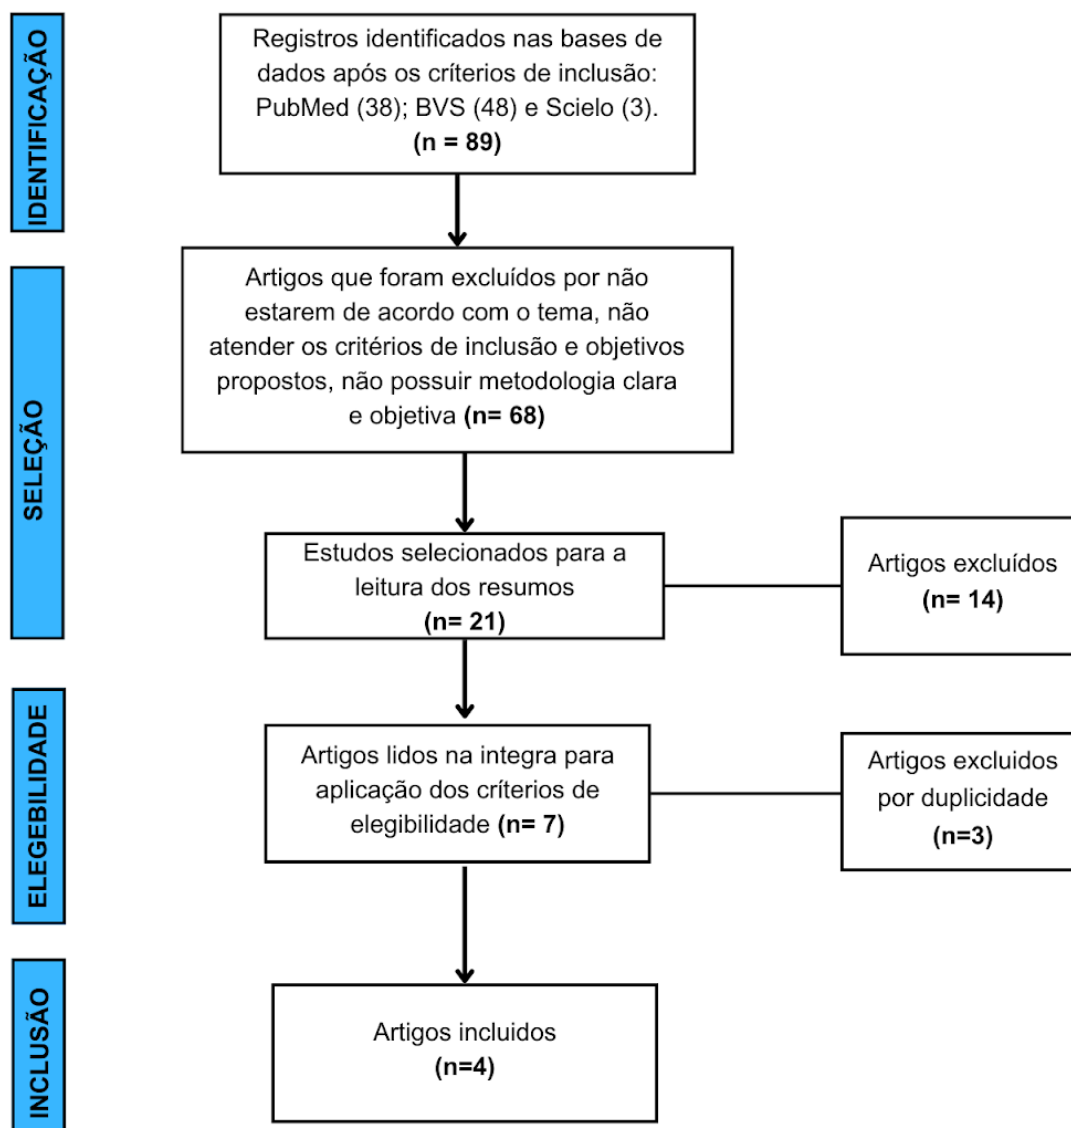 IDENTIFICAÇÃO
Registros identificados nas bases de
dados após os críterios de inclusão:
PubMed (38); BVS (48) e Scielo (3).
(n = 89)
SELEÇÃO
Artigos que foram excluídos por não
estarem de acordo com o tema, não
atender os critérios de inclusão e objetivos
propostos, não possuir metodologia clara
e objetiva (n= 68)
Estudos selecionados para a
leitura dos resumos
(n= 21)
Artigos excluídos
(n= 14)
ELEGEBILIDADE
Artigos lidos na integra para
aplicação dos críterios de
elegibilidade (n= 7)
Artigos excluidos
por duplicidade
(n=3)
INCLUSÃO
Artigos incluidos
(n=4)